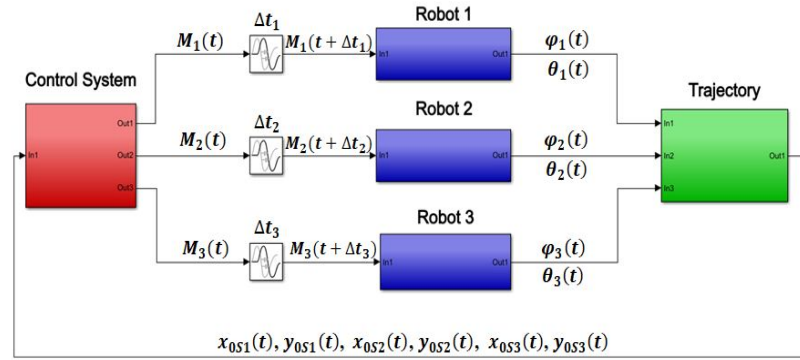 Δt₁
Robot 1
M₁(t)
M₁(t + Δt₁)
φ₁(t)
In1
Out1
θ₁(t)
Control System
Trajectory
Δt₂
Robot 2
Out1
In1
M₂(t)
M₂(t + Δt₂)
φ₂(t)
In1
Out2
In1
Out1
In2
Out1
θ₂(t)
Out3
In3
Δt₃
Robot 3
M₃(t)
M₃(t + Δt₃)
φ₃(t)
In1
Out1
θ₃(t)
x₀S₁(t), y₀S₁(t), x₀S₂(t), y₀S₂(t), x₀S₃(t), y₀S₃(t)